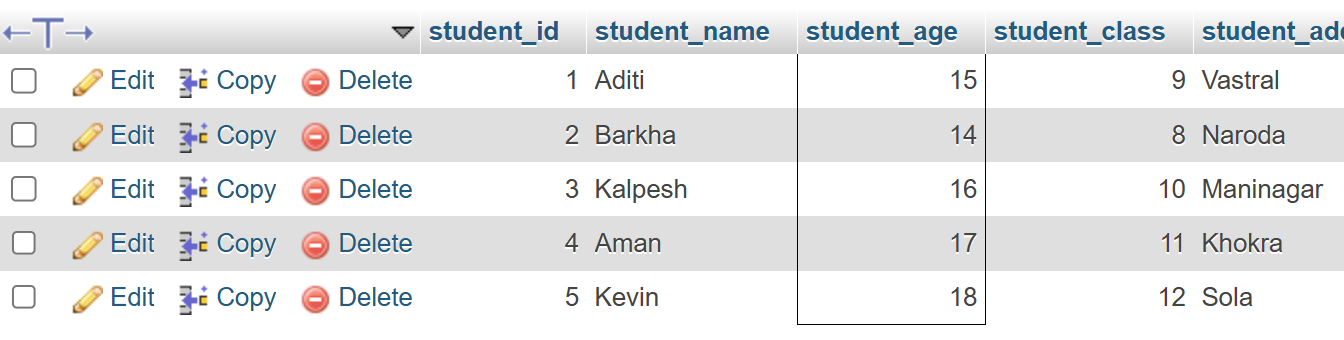 student_id student_name student_age student_class student_add
Edit Copy Delete 1 Aditi 15 9 Vastral
Edit Copy Delete 2 Barkha 14 8 Naroda
Edit Copy Delete 3 Kalpesh 16 10 Maninagar
Edit Copy Delete 4 Aman 17 11 Khokra
Edit Copy Delete 5 Kevin 18 12 Sola